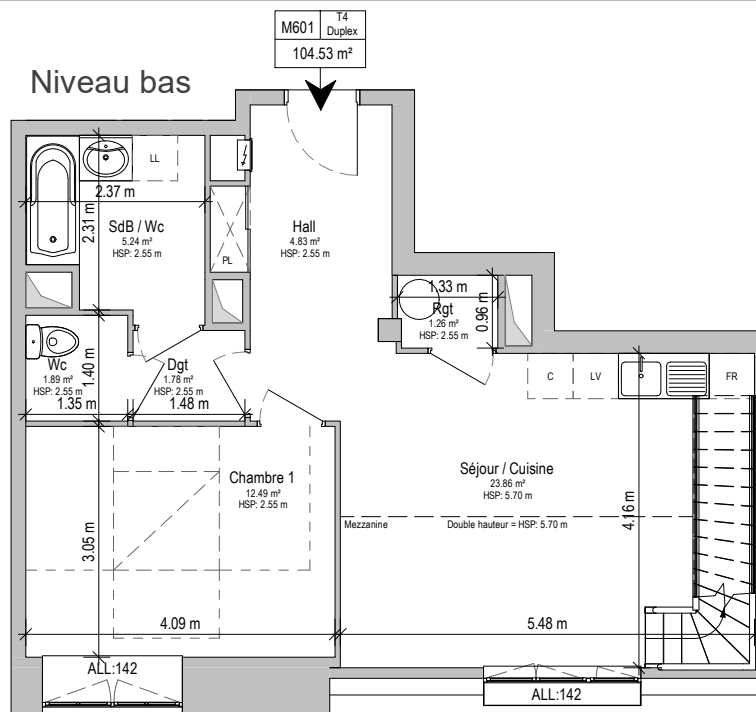 M601
T4
Duplex
104.53 m²
Niveau bas
LL
2.37 m
2.31 m
SdB / Wc
5.24 m²
HSP: 2.55 m
PL
Hall
4.83 m²
HSP: 2.55 m
1.33 m
Rgt
1.26 m²
HSP: 2.55 m
0.96 m
Wc
1.89 m²
HSP: 2.55 m
1.40 m
1.35 m
Dgt
1.78 m²
HSP: 2.55 m
1.48 m
C
LV
FR
Chambre 1
12.49 m²
HSP: 2.55 m
3.05 m
4.09 m
Séjour / Cuisine
23.86 m²
HSP: 5.70 m
Mezzanine
Double hauteur = HSP: 5.70 m
4.16 m
5.48 m
ALL:142
ALL:142